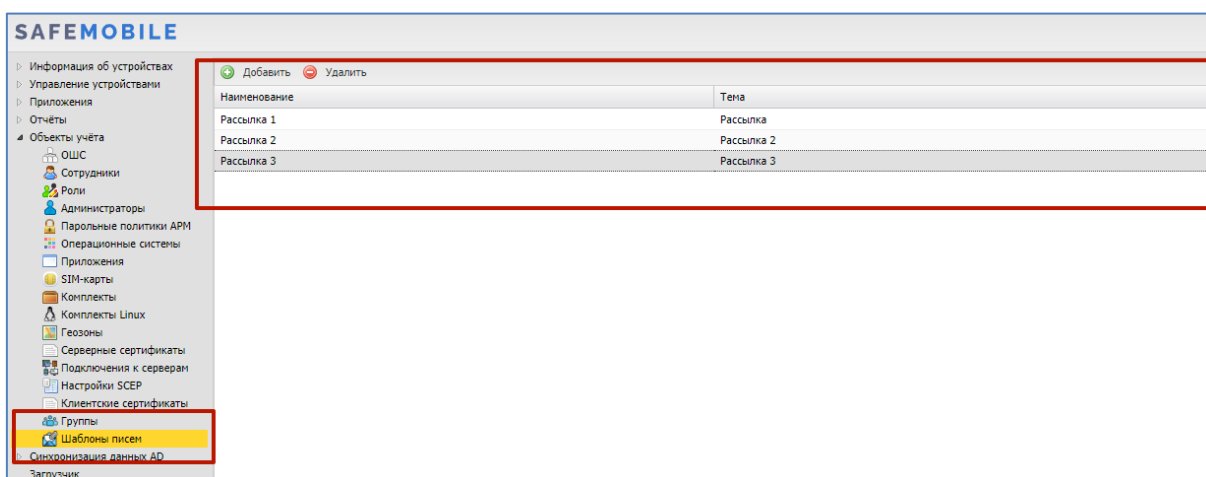 SAFEMOBILE
Информация об устройствах
Управление устройствами
Приложения
Отчёты
Объекты учёта
ОШС
Сотрудники
Роли
Администраторы
Парольные политики АРМ
Операционные системы
Приложения
SIM-карты
Комплекты
Комплекты Linux
Геозоны
Серверные сертификаты
Подключения к серверам
Настройки SCEP
Клиентские сертификаты
Группы
Шаблоны писем
Синхронизация данных AD
Загрузчик
Добавить Удалить
Наименование Тема
Рассылка 1 Рассылка
Рассылка 2 Рассылка 2
Рассылка 3 Рассылка 3